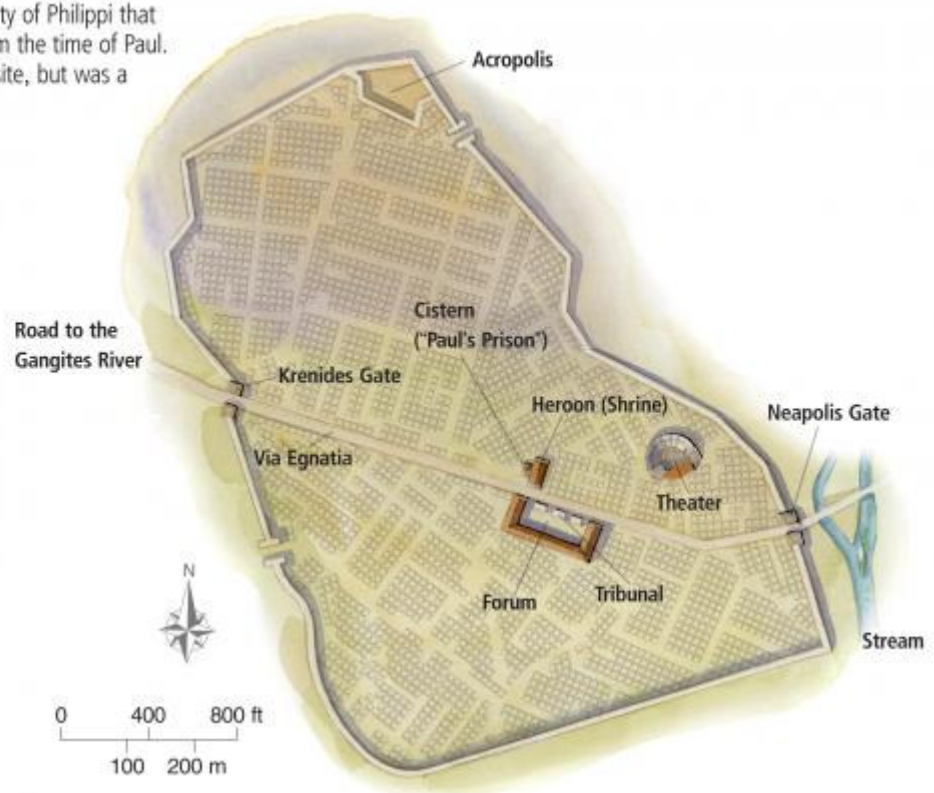 ty of Philippi that
the time of Paul.
site, but was a
Acropolis
Cistern
("Paul's Prison")
Road to the
Gangites River
Krenides Gate
Heroon (Shrine)
Neapolis Gate
Via Egnatia
Theater
Forum
Tribunal
N
Stream
0 400 800 ft
100 200 m